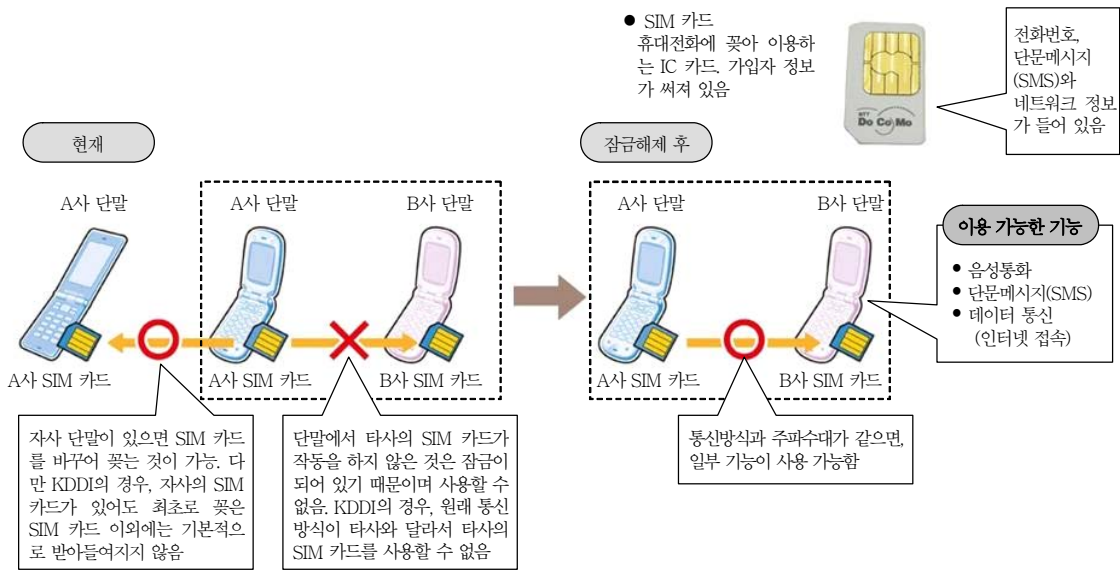 ● SIM 카드
휴대전화에 꽂아 이용하
는 IC 카드. 가입자 정보
가 써져 있음
NTT
Do Co Mo
전화번호,
단문메시지
(SMS)와
네트워크 정보
가 들어 있음
현재
A사 단말
A사 단말
B사 단말
A사 SIM 카드
A사 SIM 카드
B사 SIM 카드
자사 단말이 있으면 SIM 카드
를 바꾸어 꽂는 것이 가능. 다
만 KDDI의 경우, 자사의 SIM
카드가 있어도 최초로 꽂은
SIM 카드 이외에는 기본적으
로 받아들여지지 않음
단말에서 타사의 SIM 카드가
작동을 하지 않은 것은 잠금이
되어 있기 때문이며 사용할 수
없음. KDDI의 경우, 원래 통신
방식이 타사와 달라서 타사의
SIM 카드를 사용할 수 없음
잠금해제 후
A사 단말
B사 단말
A사 SIM 카드
B사 SIM 카드
통신방식과 주파수대가 같으면,
일부 기능이 사용 가능함
이용 가능한 기능
● 음성통화
● 단문메시지(SMS)
● 데이터 통신
(인터넷 접속)